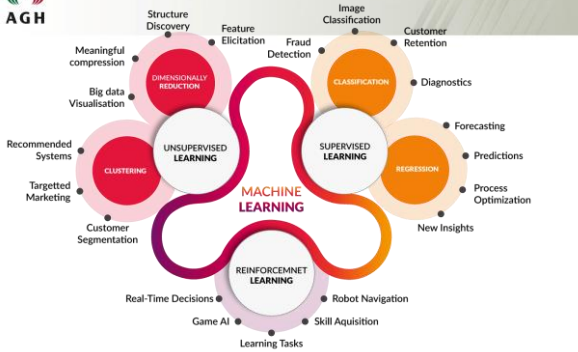 AGH
Structure
Discovery
Feature
Elicitation
Meaningful
compression
Big data
Visualisation
DIMENSIONALLY
REDUCTION
Recommended
Systems
Targetted
Marketing
Customer
Segmentation
CLUSTERING
UNSUPERVISED
LEARNING
MACHINE
LEARNING
Image
Classification
Fraud
Detection
Customer
Retention
Diagnostics
CLASSIFICATION
SUPERVISED
LEARNING
REGRESSION
Forecasting
Predictions
Process
Optimization
New Insights
REINFORCEMNET
LEARNING
Real-Time Decisions
Game AI
Learning Tasks
Skill Aquisition
Robot Navigation